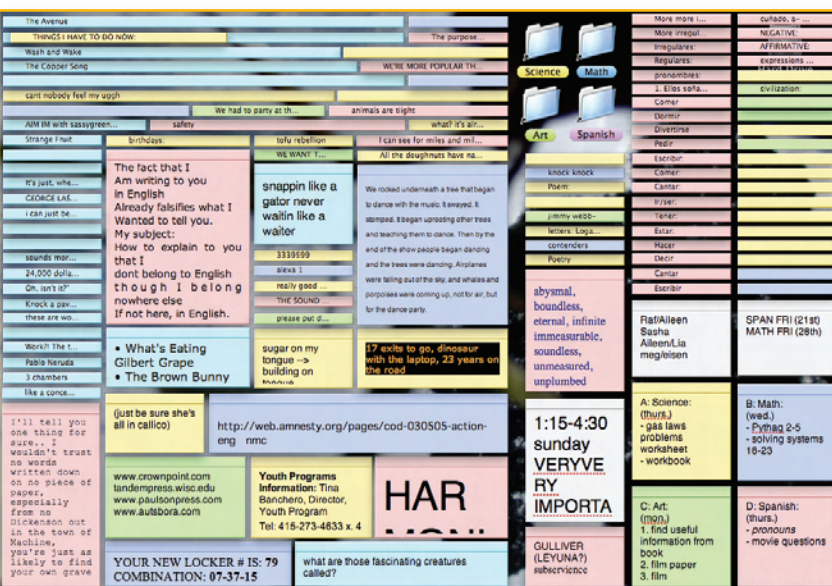 The Avenue
THINGS I HAVE TO DO NOW:
The purpose...
Wash and Wake
The Copper Song
WE'RE MORE POPULAR TH...
cant nobody feel my uggh
We had to party at th...
animals are tiight
AIM IM with sassygreen...
safety
what? it's air...
Strange Fruit
birthdays:
tofu rebellion
I can see for miles and mil...
WE WANT T...
All the doughnuts have na...
It's just, whe...
GEORGE LAS...
i can just be...
sounds mor...
24,000 dolla...
Oh, isn't it?"
Knock a pav...
these are wo...
Work?! The t...
Pablo Neruda
3 chambers
like a conce...
The fact that I
Am writing to you
in English
Already falsifies what I
Wanted to tell you.
My subject:
How to explain to you
that I
dont belong to English
though I belong
nowhere else
If not here, in English.
snappin like a
gator never
waitin like a
waiter
3339599
alexa 1
really good ...
THE SOUND ...
please put d...
We rocked underneath a tree that began
to dance with the music. It swayed. It
stomped. It began uprooting other trees
and teaching them to dance. Then by the
end of the show people began dancing
and the trees were dancing. Airplanes
were falling out of the sky, and whales and
porpoises were coming up, not for air, but
for the dance party.
• What's Eating
Gilbert Grape
• The Brown Bunny
sugar on my
tongue -->
building on
tongue
17 exits to go, dinosaur
with the laptop, 23 years on
the road
I'll tell you
one thing for
sure.. I
wouldn't trust
no words
written down
on no piece of
paper,
especially
from no
Dickenson out
in the town of
Machine,
you're just as
likely to find
your own grave
(just be sure she's
all in callico)
http://web.amnesty.org/pages/cod-030505-action-
eng nmc
www.crownpoint.com
tandempress.wisc.edu
www.paulsonpress.com
www.autsbora.com
Youth Programs
Information: Tina
Banchero, Director,
Youth Program
Tel: 415-273-4633 x. 4
HAR
YOUR NEW LOCKER # IS: 79
COMBINATION: 07-37-15
what are those fascinating creatures
called?
Science
Math
Art
Spanish
knock knock
Poem:
jimmy webb-
letters. Loga...
contenders
Poetry
abysmal,
boundless,
eternal, infinite
immeasurable,
soundless,
unmeasured,
unplumbed
1:15-4:30
sunday
VERYVE
RY
IMPORTA
GULLIVER
(LEYUNA?)
subservience
More more i...
More irregul...
Irregulares:
Regulares:
pronombres:
1. Ellos soña...
Comer
Dormir
Divertirse
Pedir
Escribir:
Comer:
Cantar:
Ir/ser:
Tener:
Estar:
Hacer
Decir
Cantar
Escribir
cuñado, a- ...
NEGATIVE:
AFFIRMATIVE:
expressions ...
civilization:
Raf/Aileen
Sasha
Aileen/Lia
meg/eisen
SPAN FRI (21st)
MATH FRI (28th)
A: Science:
(thurs.)
- gas laws
problems
worksheet
- workbook
B: Math:
(wed.)
- Pythag 2-5
- solving systems
16-23
C: Art:
(mon.)
1. find useful
information from
book
2. film paper
3. film
D: Spanish:
(thurs.)
- pronouns
- movie questions